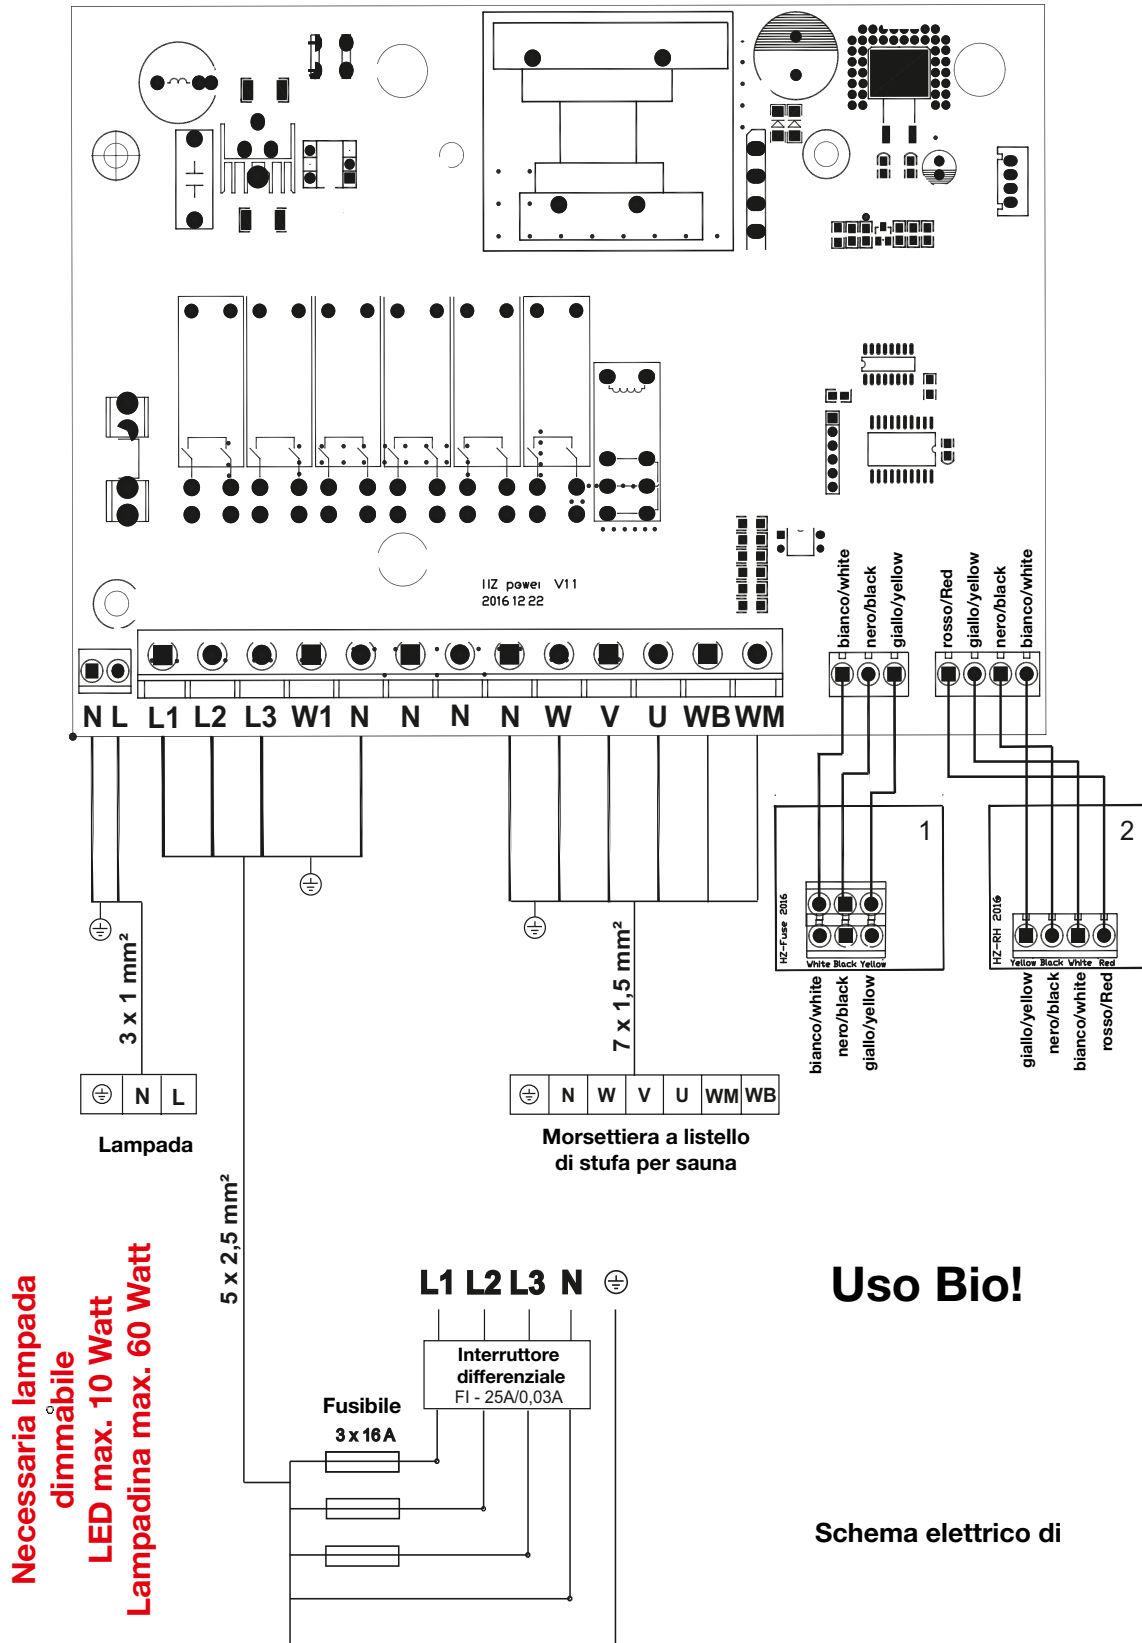 IIZ power V11
2016 12 22
bianco/white
nero/black
giallo/yellow
rosso/Red
giallo/yellow
nero/black
bianco/white
N L L1 L2 L3 W1 N N N N W V U WB WM
1
HZ-Fuse 2016
White Black Yellow
bianco/white
nero/black
giallo/yellow
2
HZ-RH 2016
Yellow Black White Red
giallo/yellow
nero/black
bianco/white
rosso/Red
3 x 1 mm²
N L
Lampada
7 x 1,5 mm²
N W V U WM WB
Morsettiera a listello
di stufa per sauna
5 x 2,5 mm²
L1 L2 L3 N
Interruttore
differenziale
FI - 25A/0,03A
Fusibile
3 x 16 A
Uso Bio!
Necessaria lampada
dimmabile
LED max. 10 Watt
Lampadina max. 60 Watt
Schema elettrico di